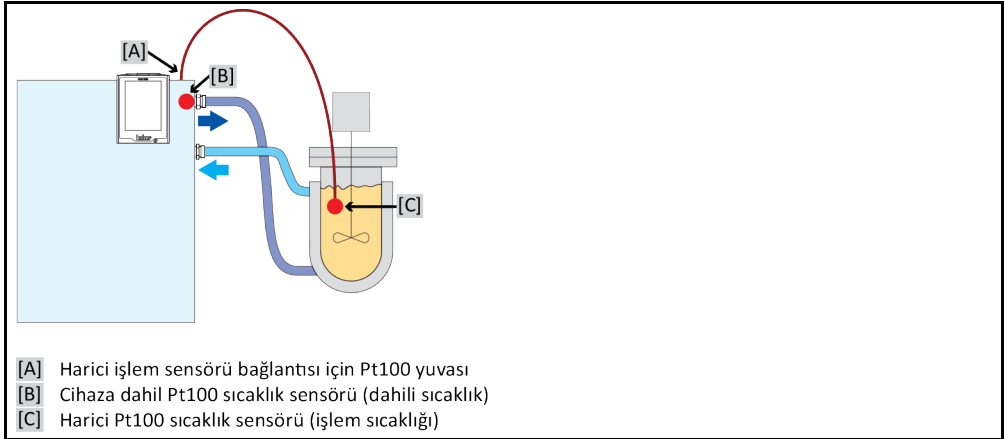 [A]
[B]
huber
[C]
[A] Harici işlem sensörü bağlantısı için Pt100 yuvası
[B] Cihaza dahil Pt100 sıcaklık sensörü (dahili sıcaklık)
[C] Harici Pt100 sıcaklık sensörü (işlem sıcaklığı)